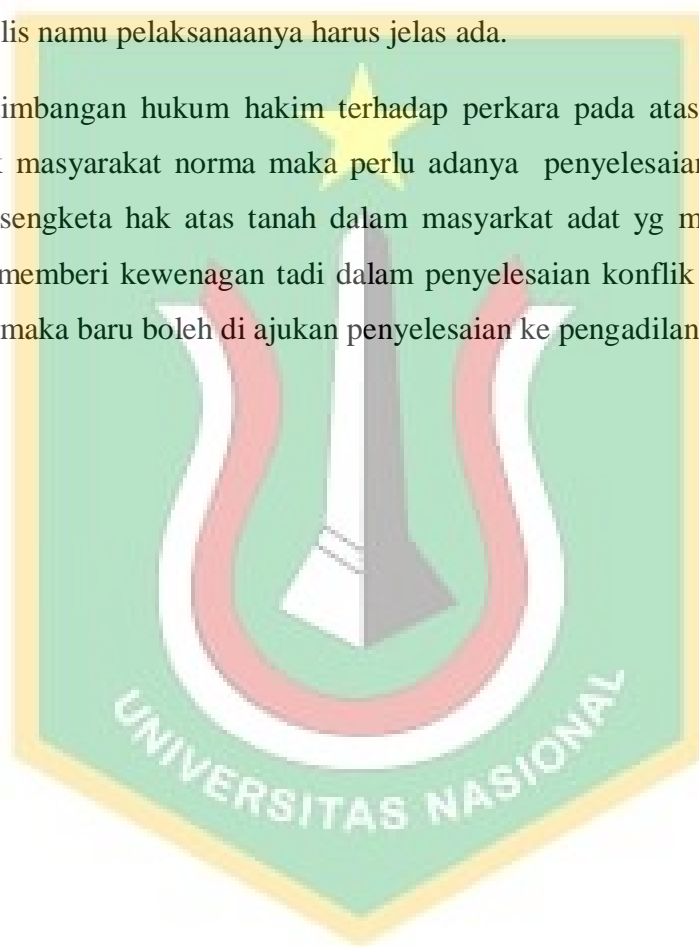 lis namu pelaksanaanya harus jelas ada.
imbangan hukum hakim terhadap perkara pada atas
masyarakat norma maka perlu adanya penyelesaian
sengketa hak atas tanah dalam masyarkat adat yg m
memberi kewenagan tadi dalam penyelesaian konflik
maka baru boleh di ajukan penyelesaian ke pengadilan
UNIVERSITAS NASIONAL